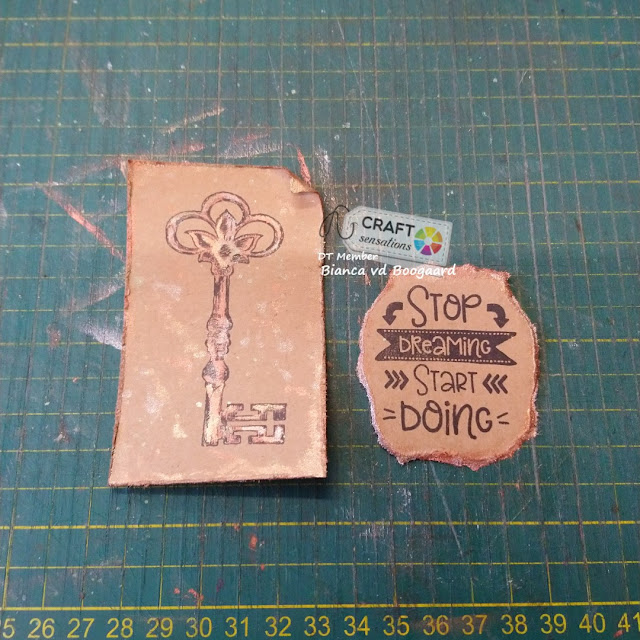 CRAFT
sensations
DT Member
Bianca vd Boogaard
STOP
DREAMING
START
DOING
25 26 27 28 29 30 31 32 33 34 35 36 37 38 39 40 41